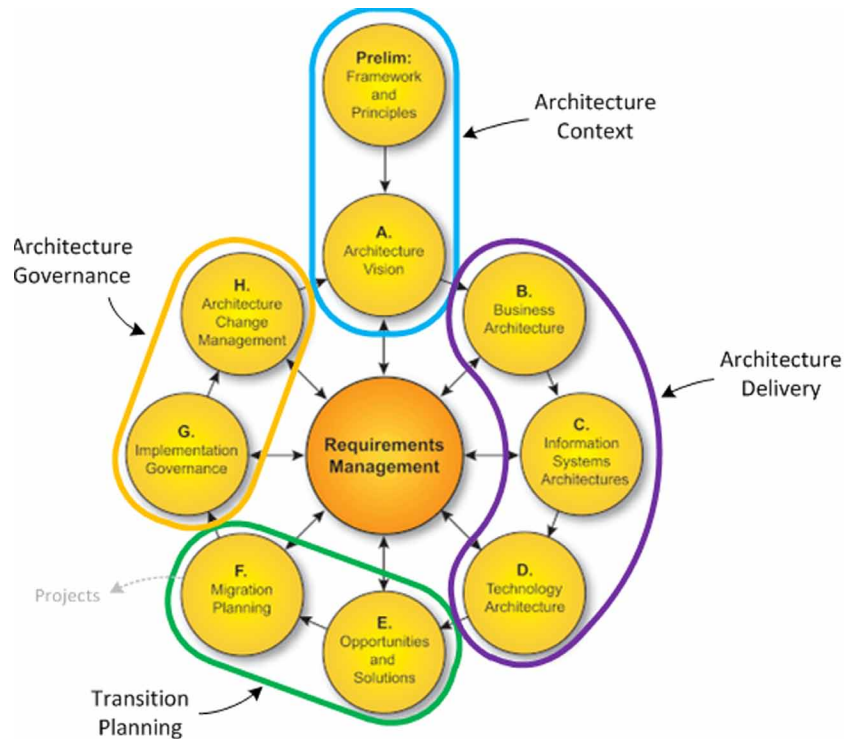 Prelim:
Framework
and
Principles
Architecture
Context
A.
Architecture
Vision
Architecture
Governance
H.
Architecture
Change
Management
B.
Business
Architecture
Architecture
Delivery
G.
Implementation
Governance
Requirements
Management
C.
Information
Systems
Architectures
F.
Migration
Planning
D.
Technology
Architecture
Projects
E.
Opportunities
and
Solutions
Transition
Planning